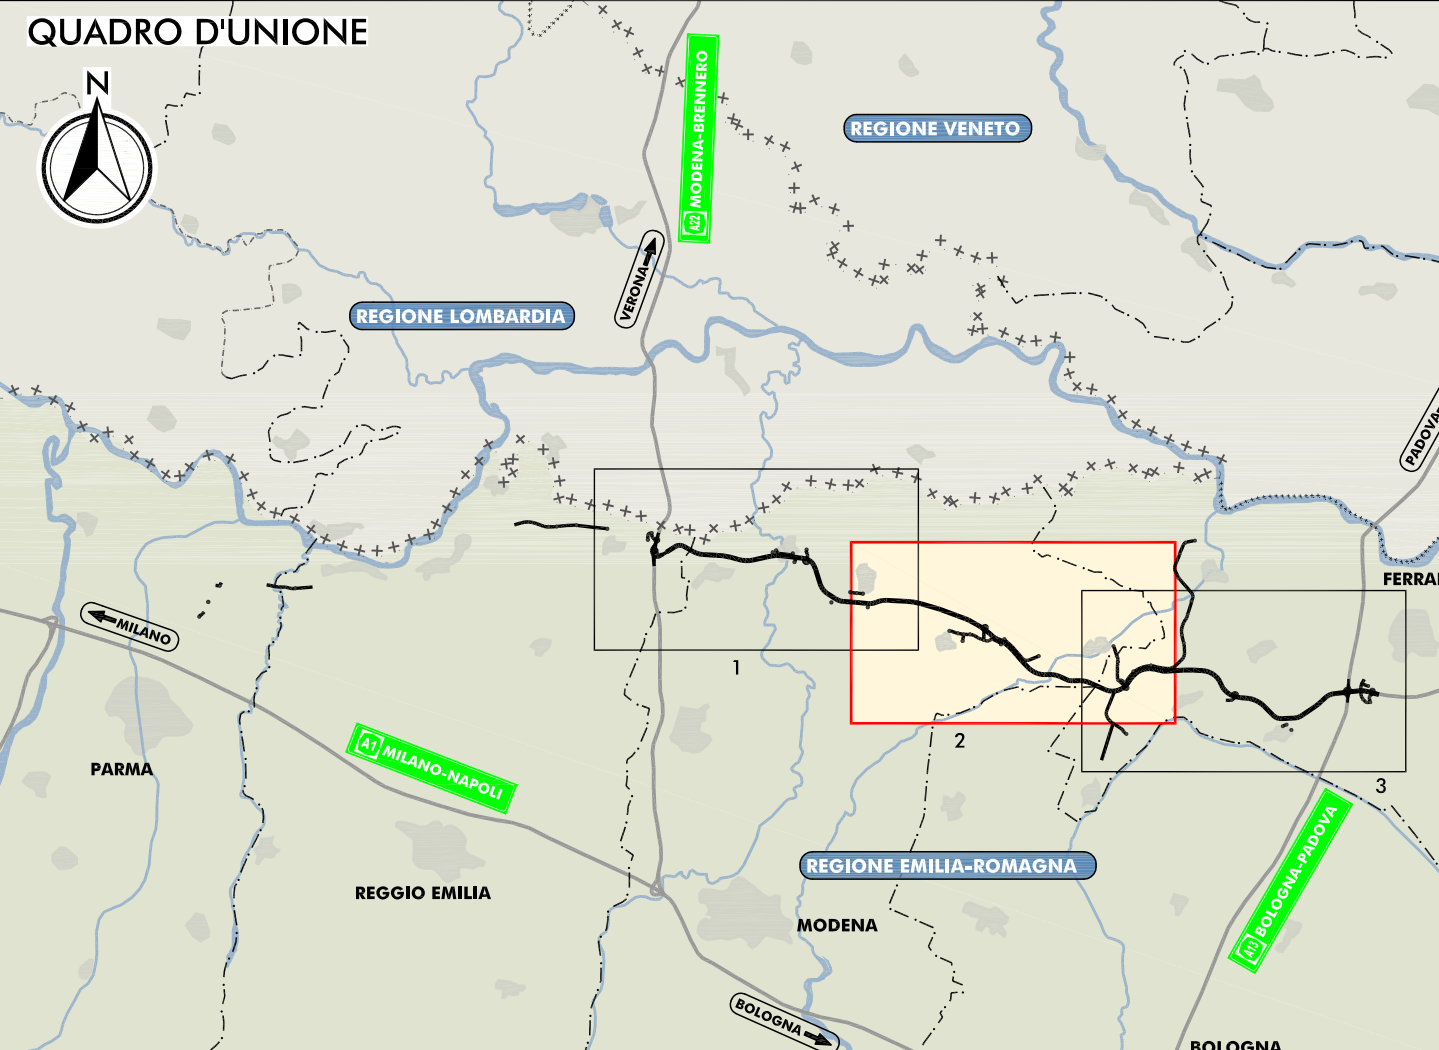 QUADRO D'UNIONE
N
A22 MODENA-BRENNERO
REGIONE VENETO
VERONA
REGIONE LOMBARDIA
PADOVA
FERRA
MILANO
1
2
3
PARMA
A1 MILANO-NAPOLI
REGGIO EMILIA
REGIONE EMILIA-ROMAGNA
MODENA
A13 BOLOGNA-PADOVA
BOLOGNA
BOLOGNA